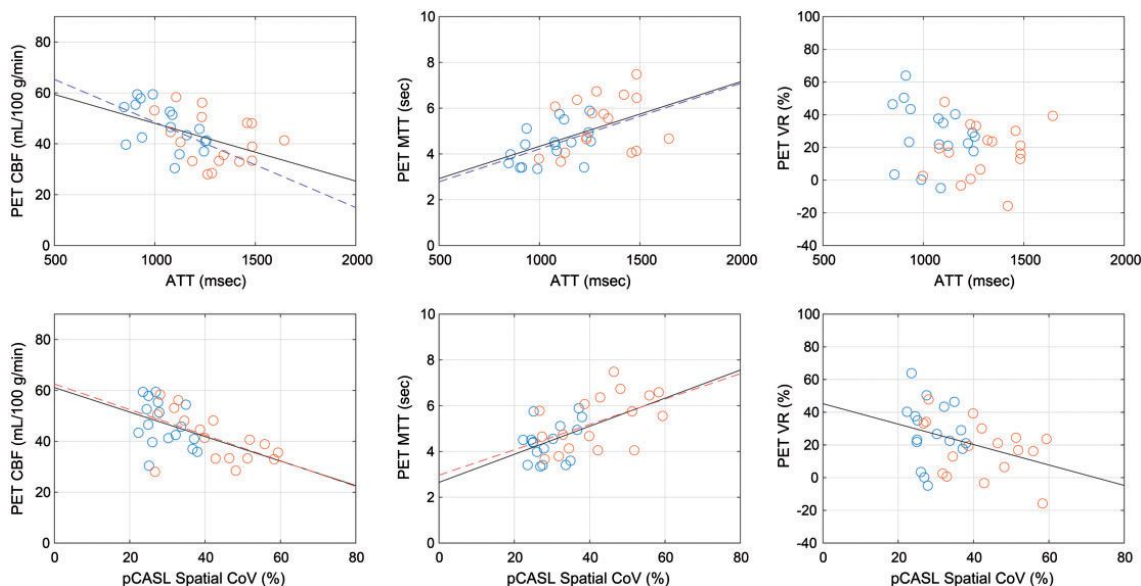 80
60
40
20
0
PET CBF (mL/100 g/min)
500 1000 1500 2000
ATT (msec)
10
8
6
4
2
0
PET MTT (sec)
500 1000 1500 2000
ATT (msec)
100
80
60
40
20
0
-20
-40
PET VR (%)
500 1000 1500 2000
ATT (msec)
80
60
40
20
0
PET CBF (mL/100 g/min)
0 20 40 60 80
pCASL Spatial CoV (%)
10
8
6
4
2
0
PET MTT (sec)
0 20 40 60 80
pCASL Spatial CoV (%)
100
80
60
40
20
0
-20
-40
PET VR (%)
0 20 40 60 80
pCASL Spatial CoV (%)